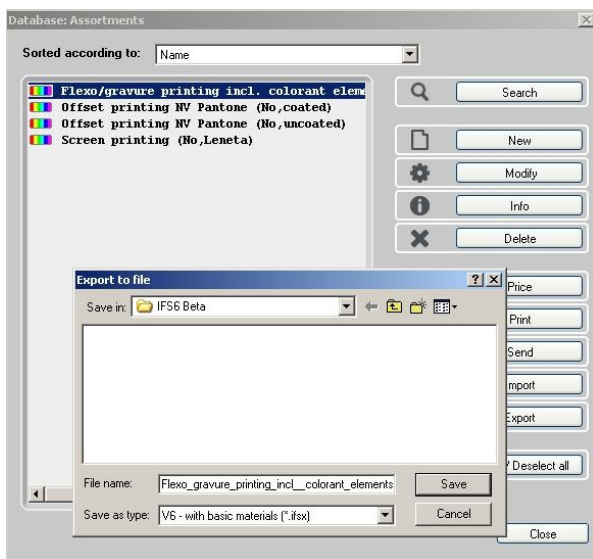 Database: Assortments
Sorted according to: Name
Flexo/gravure printing incl. colorant elem
Offset printing NV Pantone (No,coated)
Offset printing NV Pantone (No,uncoated)
Screen printing (No,Leneta)
Search
New
Modify
Info
Delete
Export to file
Save in: IFS6 Beta
File name: Flexo_gravure_printing_incl__colorant_elements
Save
Save as type: V6 - with basic materials (*.ifsx)
Cancel
Price
Print
Send
mport
Export
/ Deselect all
Close